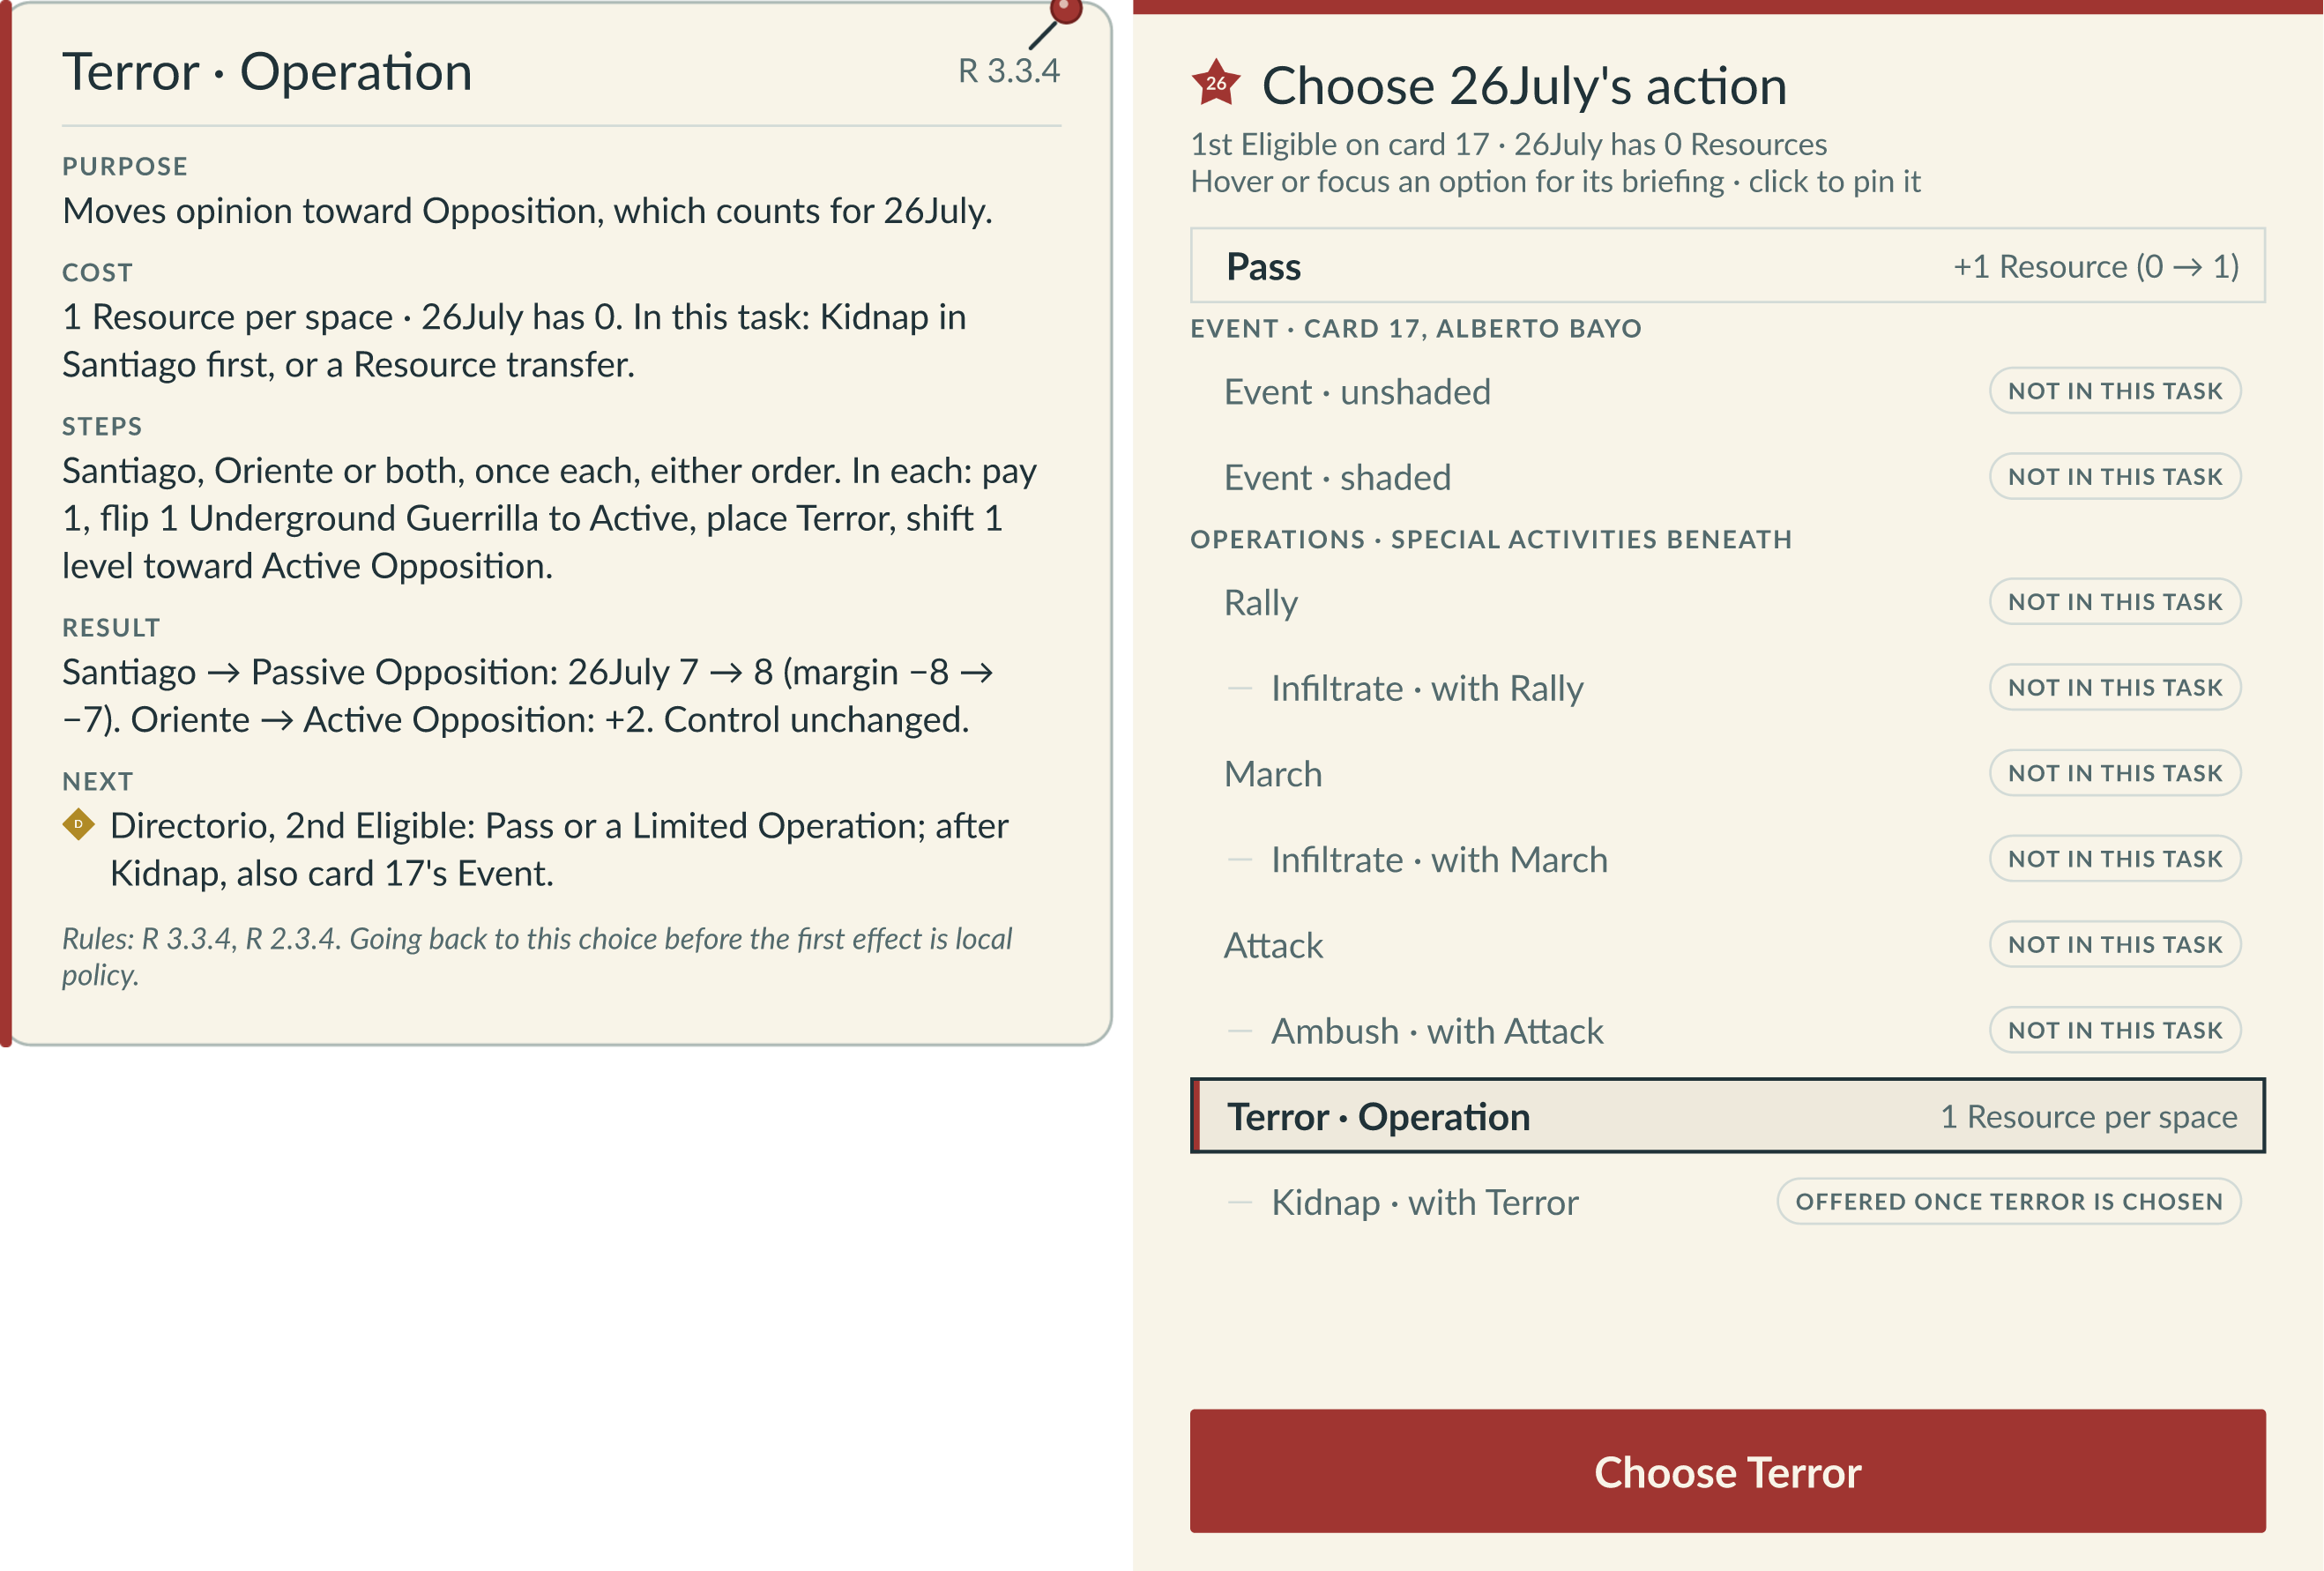 Terror · Operation
R 3.3.4
PURPOSE
Moves opinion toward Opposition, which counts for 26July.
COST
1 Resource per space · 26July has 0. In this task: Kidnap in
Santiago first, or a Resource transfer.
STEPS
Santiago, Oriente or both, once each, either order. In each: pay
1, flip 1 Underground Guerrilla to Active, place Terror, shift 1
level toward Active Opposition.
RESULT
Santiago → Passive Opposition: 26July 7 → 8 (margin −8 →
−7). Oriente → Active Opposition: +2. Control unchanged.
NEXT
D
Directorio, 2nd Eligible: Pass or a Limited Operation; after
Kidnap, also card 17's Event.
Rules: R 3.3.4, R 2.3.4. Going back to this choice before the first effect is local
policy.
26
Choose 26July's action
1st Eligible on card 17 · 26July has 0 Resources
Hover or focus an option for its briefing · click to pin it
Pass
+1 Resource (0 → 1)
EVENT · CARD 17, ALBERTO BAYO
Event · unshaded
NOT IN THIS TASK
Event · shaded
NOT IN THIS TASK
OPERATIONS · SPECIAL ACTIVITIES BENEATH
Rally
NOT IN THIS TASK
— Infiltrate · with Rally
NOT IN THIS TASK
March
NOT IN THIS TASK
— Infiltrate · with March
NOT IN THIS TASK
Attack
NOT IN THIS TASK
— Ambush · with Attack
NOT IN THIS TASK
Terror · Operation
1 Resource per space
— Kidnap · with Terror
OFFERED ONCE TERROR IS CHOSEN
Choose Terror